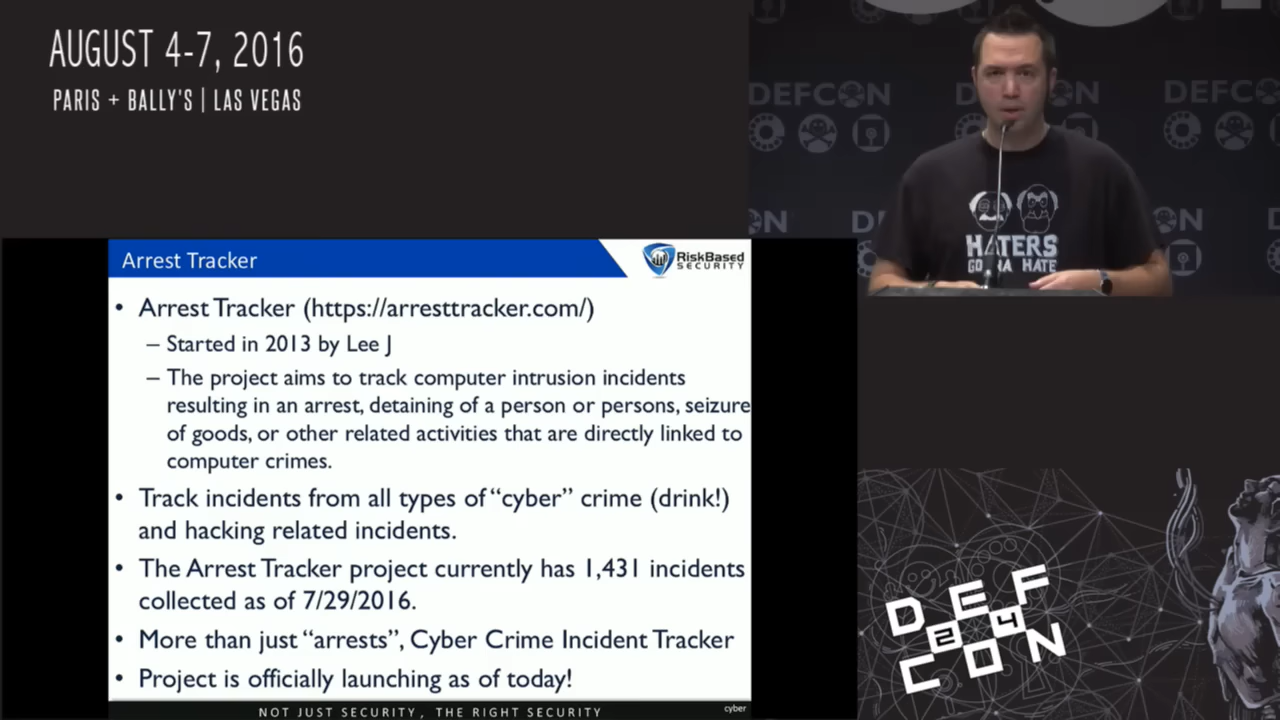 AUGUST 4-7, 2016
PARIS + BALLY'S | LAS VEGAS
DEFCON
DEFCON
DEFCON
HATERS
GONNA HATE
Arrest Tracker
RiskBased
SECURITY
• Arrest Tracker (https://arresttracker.com/)
– Started in 2013 by Lee J
– The project aims to track computer intrusion incidents
resulting in an arrest, detaining of a person or persons, seizure
of goods, or other related activities that are directly linked to
computer crimes.
• Track incidents from all types of “cyber” crime (drink!)
and hacking related incidents.
• The Arrest Tracker project currently has 1,431 incidents
collected as of 7/29/2016.
• More than just “arrests”, Cyber Crime Incident Tracker
• Project is officially launching as of today!
NOT JUST SECURITY, THE RIGHT SECURITY
cyber
DEF
24
CON